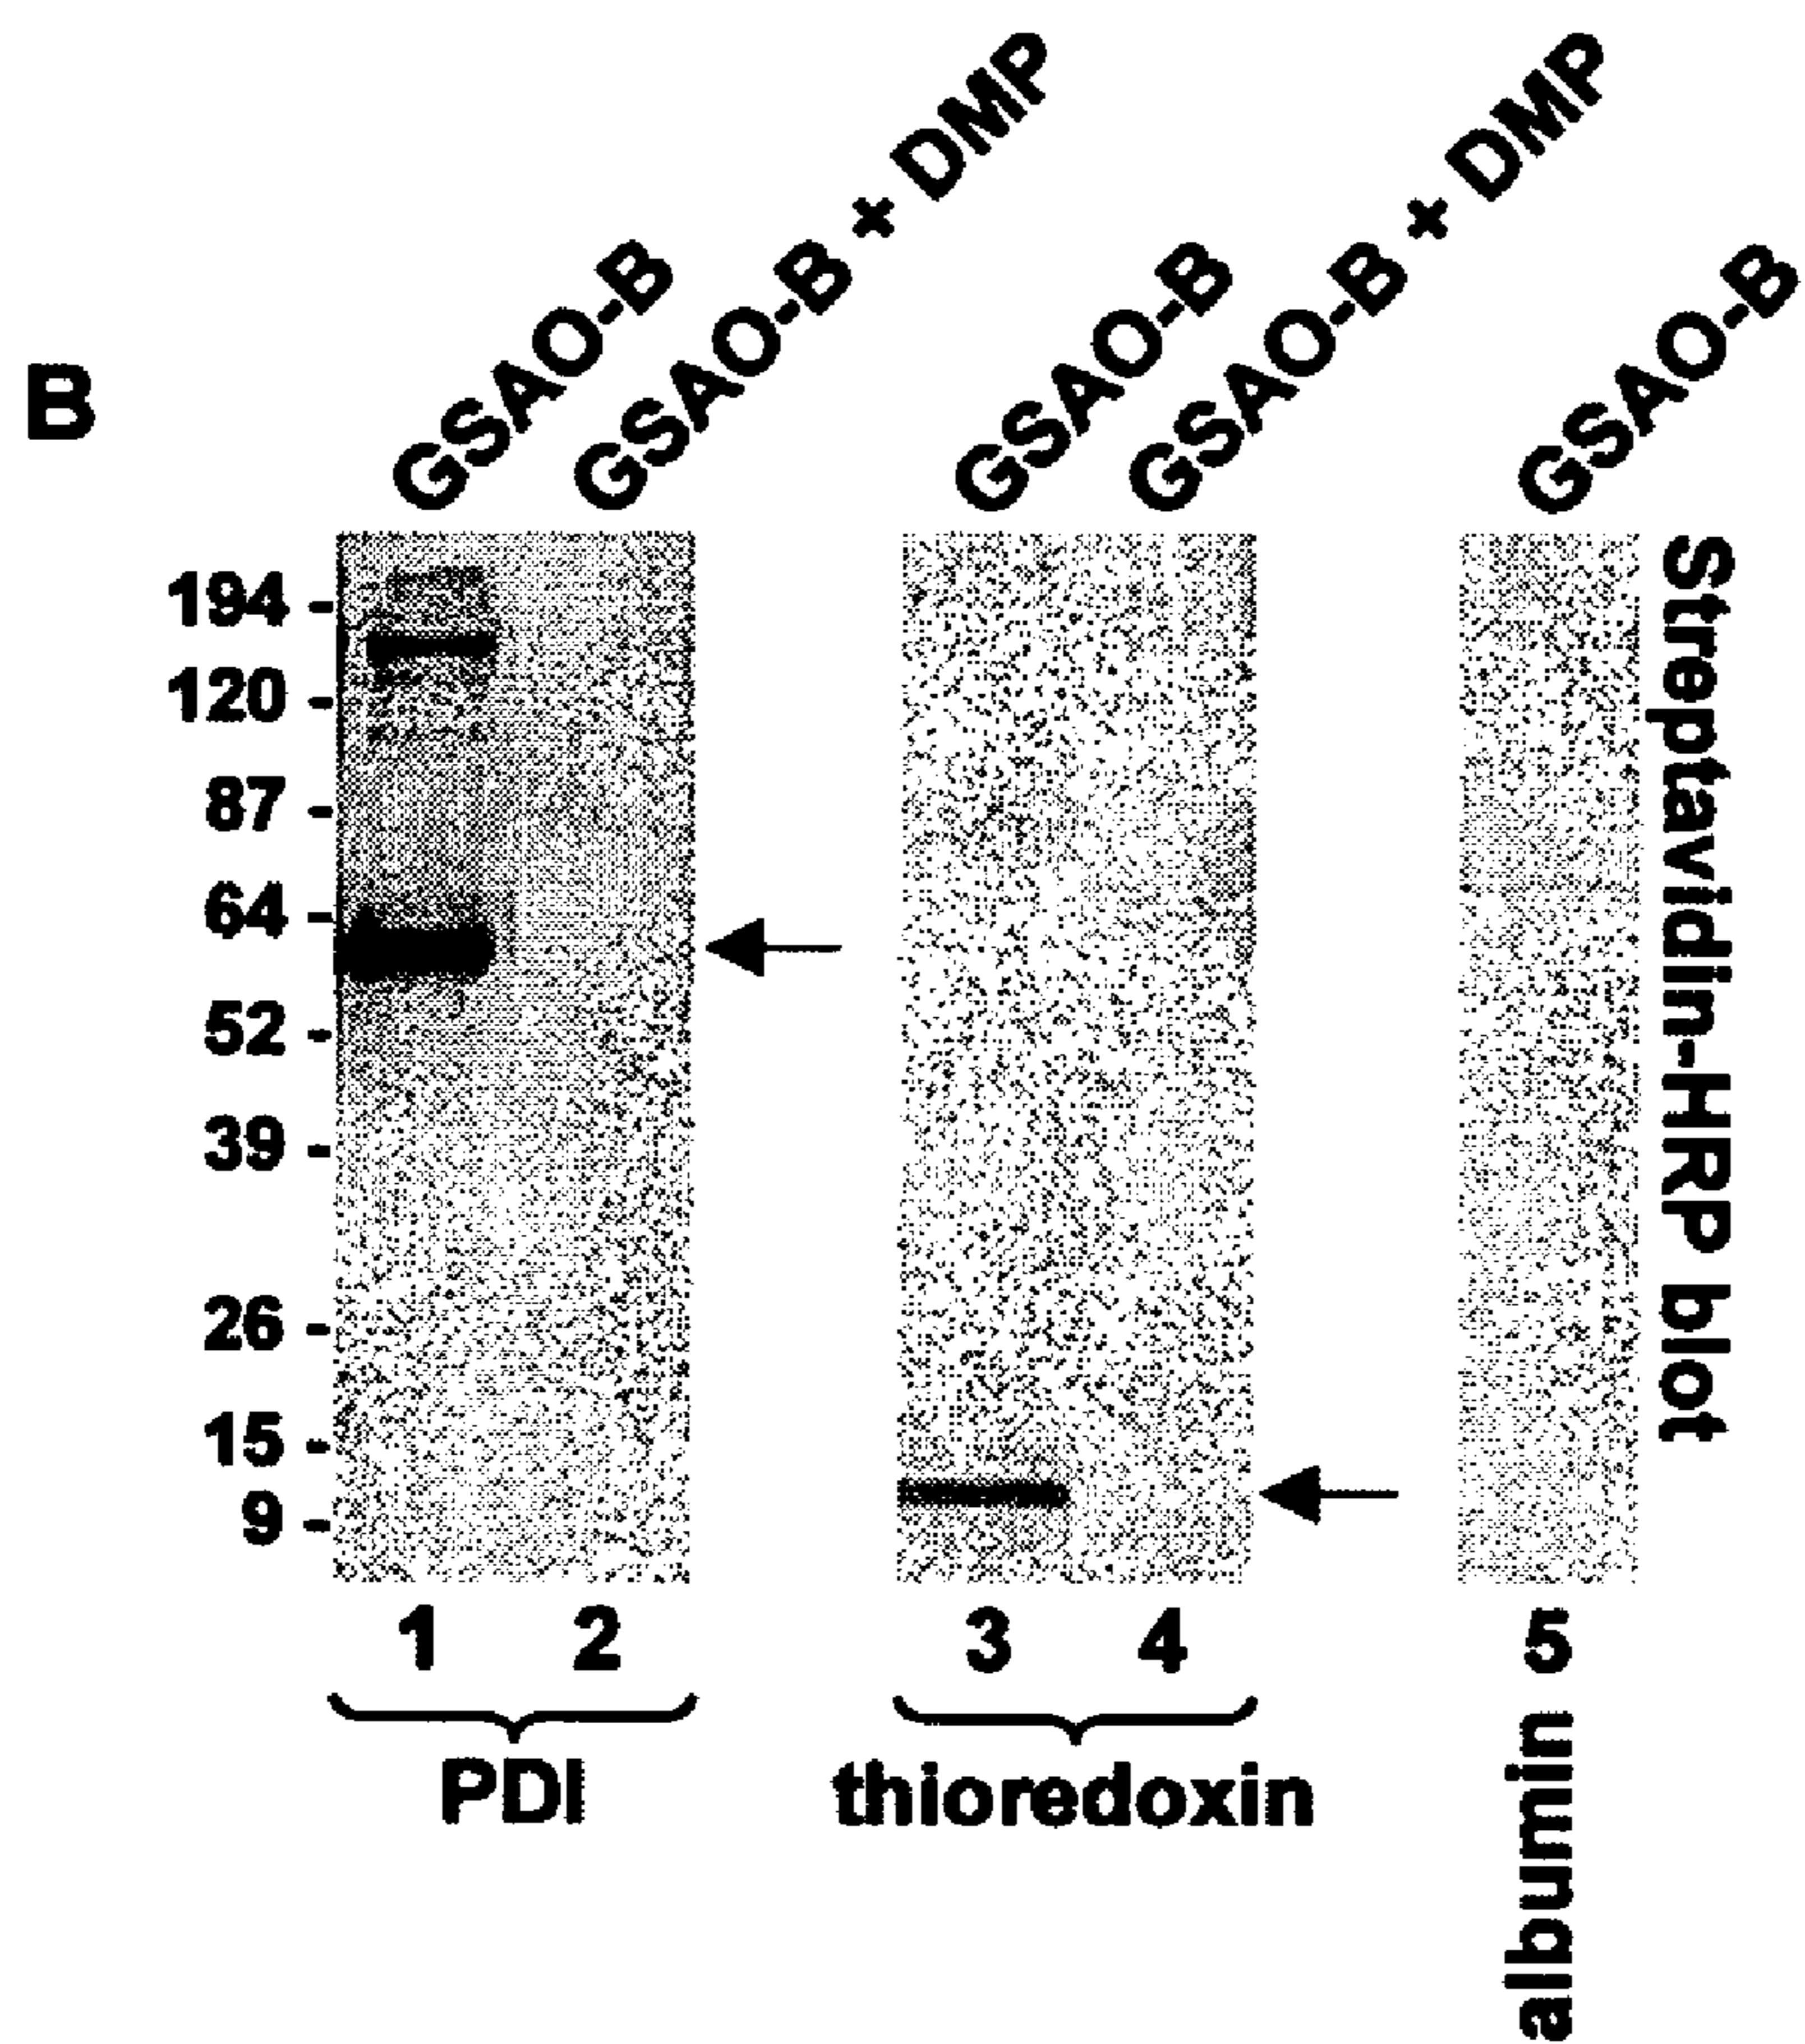 B
GSAO-B
GSAO-B + DMP
GSAO-B
GSAO-B + DMP
GSAO-B
194 -
120 -
87 -
64 -
52 -
39 -
26 -
15 -
9 -
Streptavidin-HRP blot
1 2 3 4 5
PDI
thioredoxin
albumin